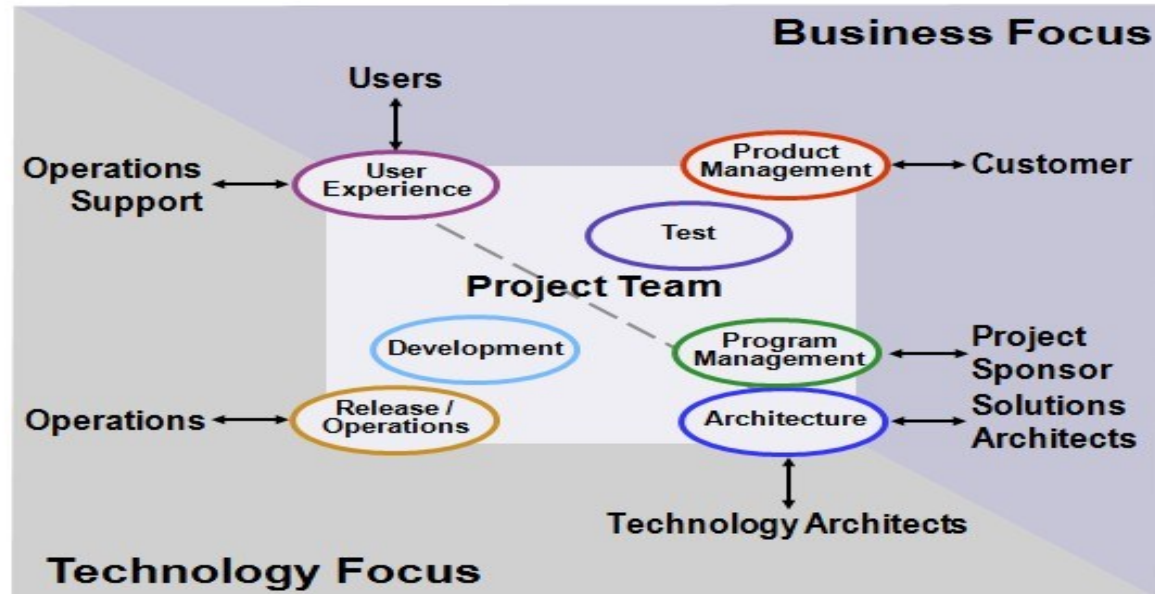 Business Focus
Users
Operations
Support
User
Experience
Product
Management
Customer
Test
Project Team
Development
Program
Management
Project
Sponsor
Operations
Release /
Operations
Architecture
Solutions
Architects
Technology Architects
Technology Focus